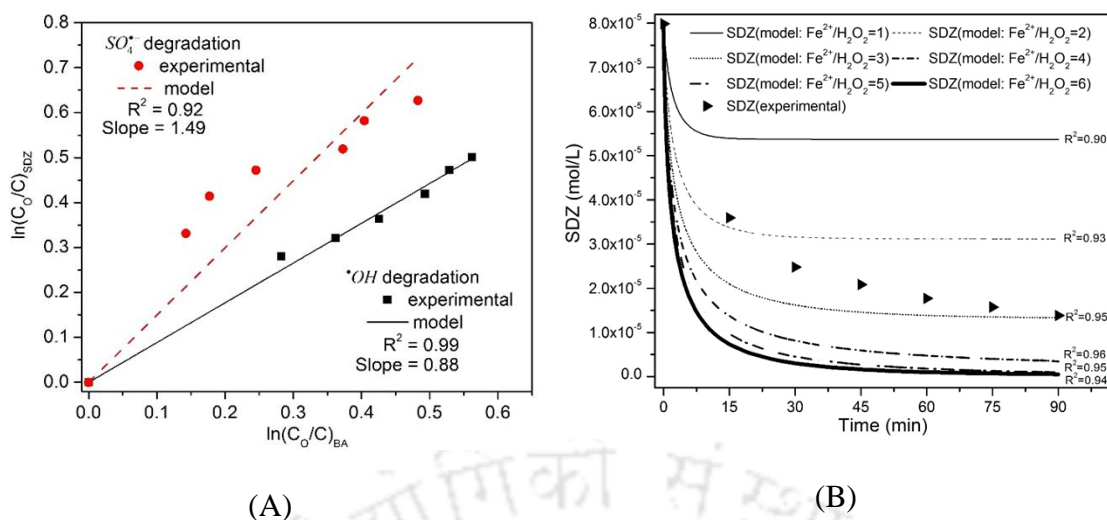 0.8
0.7
0.6
0.5
0.4
0.3
0.2
0.1
0.0
ln(C_O/C)_SDZ
SO₄•⁻ degradation
experimental
model
R² = 0.92
Slope = 1.49
•OH degradation
experimental
model
R² = 0.99
Slope = 0.88
0.0 0.1 0.2 0.3 0.4 0.5 0.6
ln(C_O/C)_BA
(A)
8.0x10⁻⁵
7.0x10⁻⁵
6.0x10⁻⁵
5.0x10⁻⁵
4.0x10⁻⁵
3.0x10⁻⁵
2.0x10⁻⁵
1.0x10⁻⁵
0.0
SDZ (mol/L)
SDZ(model: Fe²⁺/H₂O₂=1) SDZ(model: Fe²⁺/H₂O₂=2)
SDZ(model: Fe²⁺/H₂O₂=3) SDZ(model: Fe²⁺/H₂O₂=4)
SDZ(model: Fe²⁺/H₂O₂=5) SDZ(model: Fe²⁺/H₂O₂=6)
SDZ(experimental)
R²=0.90
R²=0.93
R²=0.95
R²=0.96
R²=0.95
R²=0.94
0 15 30 45 60 75 90
Time (min)
(B)